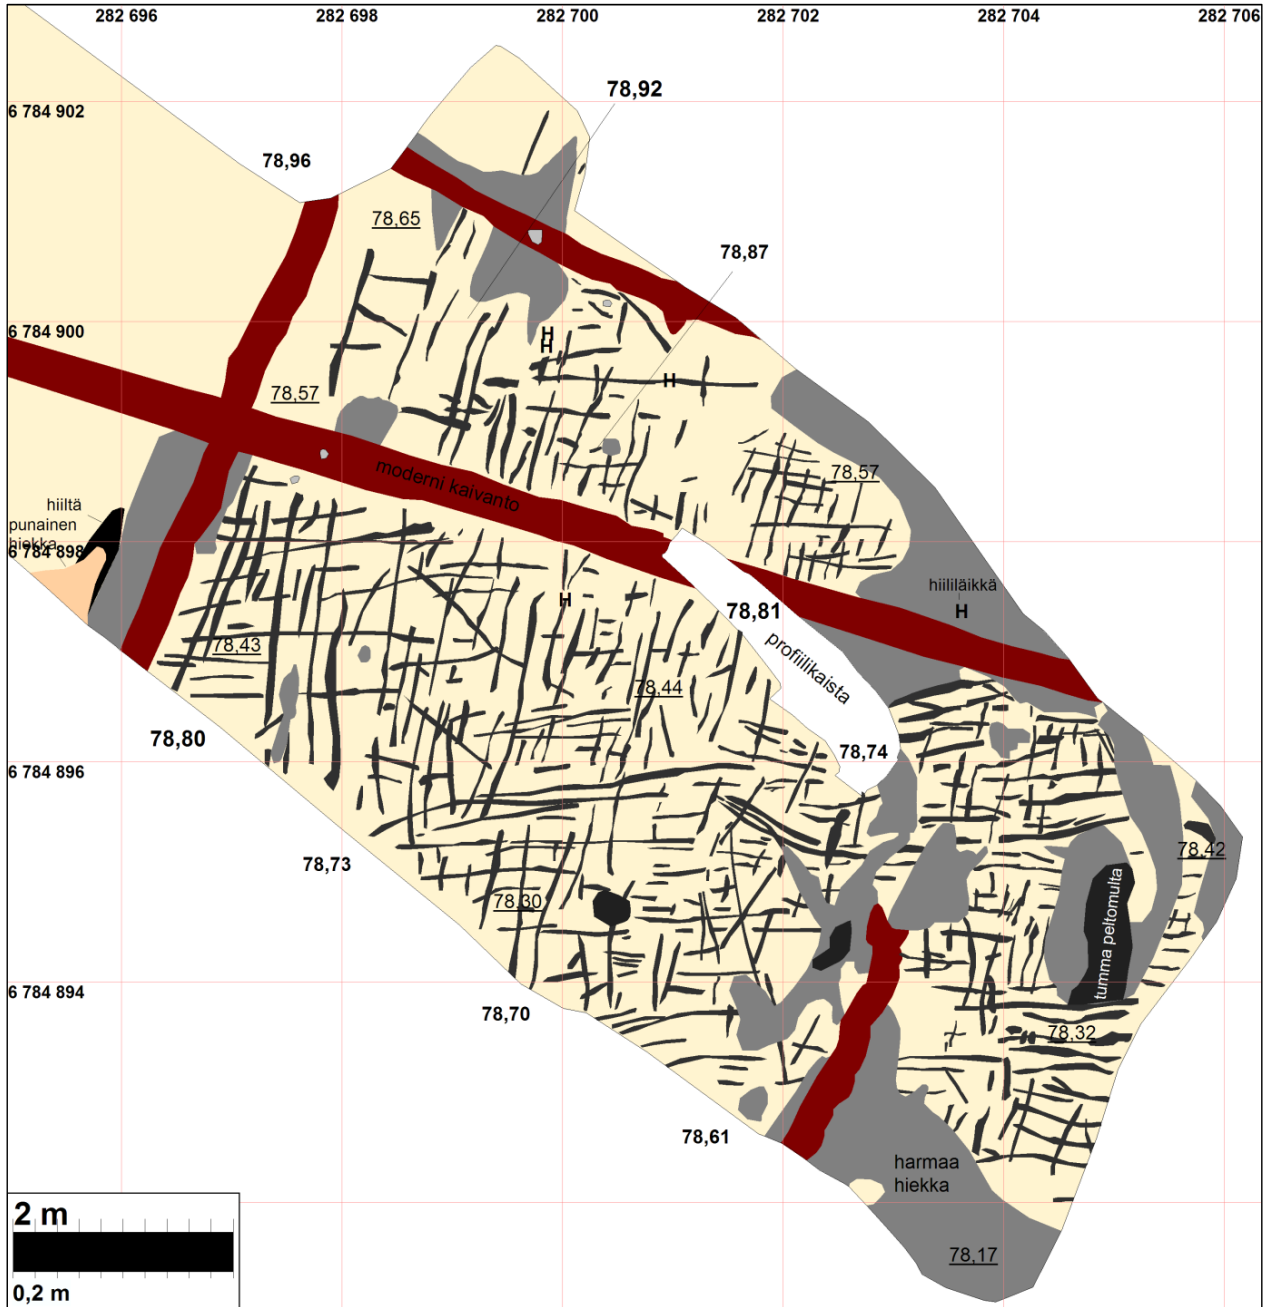 282 696
282 698
282 700
282 702
282 704
282 706
78,92
6 784 902
78,96
78,65
78,87
6 784 900
H
H
H
78,57
moderni kaivanto
78,57
hiiltä
punainen
hiekka
6 784 898
hiililäikkä
H
H
78,81
profiilikaista
78,43
78,44
78,80
78,74
6 784 896
78,73
78,42
78,30
tumma peltomulta
6 784 894
78,70
78,32
78,61
harmaa
hiekka
2 m
78,17
0,2 m